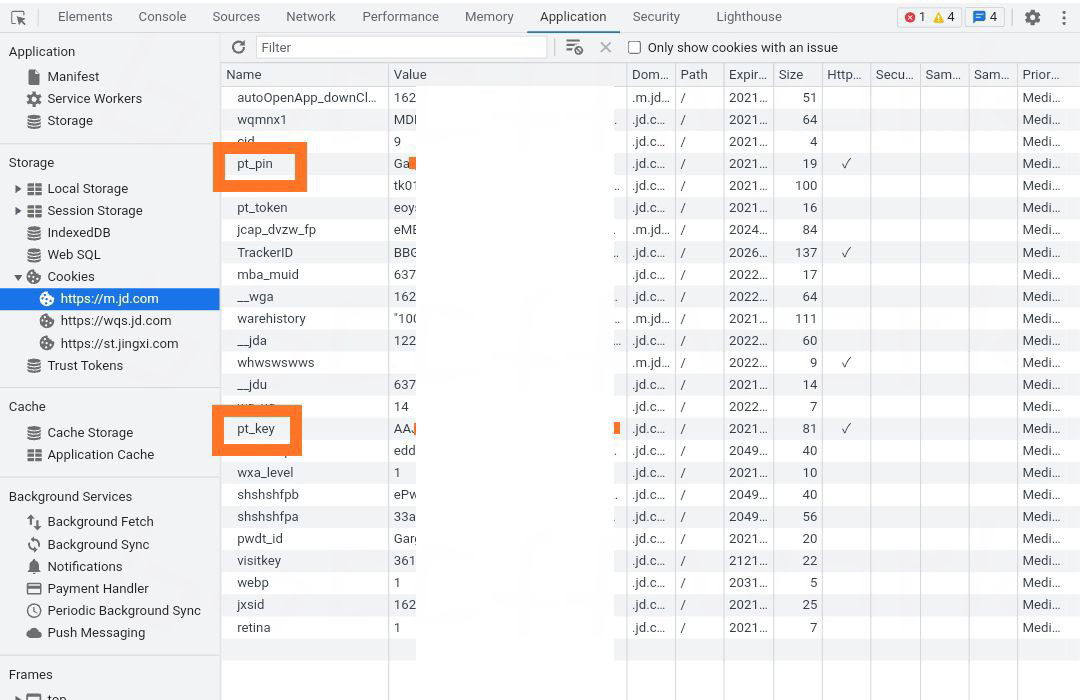 Elements Console Sources Network Performance Memory Application Security Lighthouse 1 4 4
Application
Manifest
Service Workers
Storage
Storage
Local Storage
Session Storage
IndexedDB
Web SQL
Cookies
https://m.jd.com
https://wqs.jd.com
https://st.jingxi.com
Trust Tokens
Cache
Cache Storage
Application Cache
Background Services
Background Fetch
Background Sync
Notifications
Payment Handler
Periodic Background Sync
Push Messaging
Frames
top
Filter Only show cookies with an issue
Name Value Dom... Path Expir... Size Http... Secu... Sam... Sam... Prior...
autoOpenApp_downCl... 162 .m.jd... / 2021... 51 Medi...
wqmnx1 MDI .jd.c... / 2021... 64 Medi...
cid 9 .jd.c... / 2021... 4 Medi...
pt_pin Ga .jd.c... / 2021... 19 ✓ Medi...
tk01 .jd.c... / 2021... 100 Medi...
pt_token eoy .jd.c... / 2021... 16 Medi...
jcap_dvzw_fp eME .m.jd... / 2024... 84 Medi...
TrackerID BBG .jd.c... / 2026... 137 ✓ Medi...
mba_muid 637 .jd.c... / 2022... 17 Medi...
__wga 162 .jd.c... / 2022... 64 Medi...
warehistory "100 .m.jd... / 2021... 111 Medi...
__jda 122 .jd.c... / 2022... 60 Medi...
whwswswws .m.jd... / 2022... 9 ✓ Medi...
__jdu 637 .jd.c... / 2021... 14 Medi...
14 .jd.c... / 2022... 7 Medi...
pt_key AA. .jd.c... / 2021... 81 ✓ Medi...
edd .jd.c... / 2049... 40 Medi...
wxa_level 1 .jd.c... / 2021... 10 Medi...
shshshfpb ePw .jd.c... / 2049... 40 Medi...
shshshfpa 33a .jd.c... / 2049... 56 Medi...
pwdt_id Gar .jd.c... / 2021... 20 Medi...
visitkey 361 .jd.c... / 2121... 22 Medi...
webp 1 .jd.c... / 2031... 5 Medi...
jxsid 162 .jd.c... / 2021... 25 Medi...
retina 1 .jd.c... / 2021... 7 Medi...